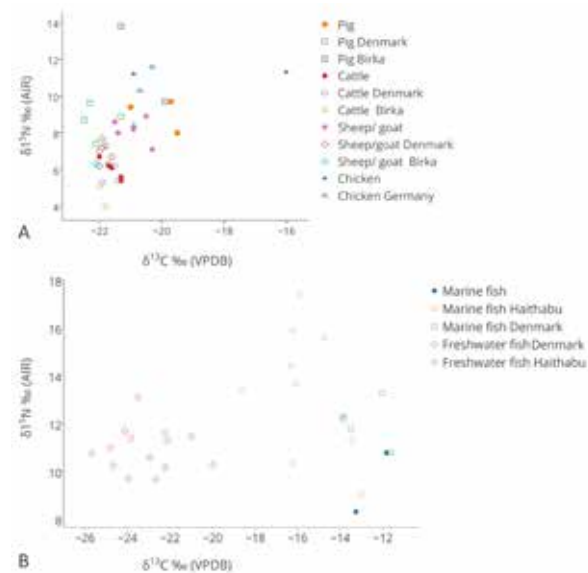 14
12
10
8
6
4
δ1⁵N ‰ (AIR)
−22
−20
−18
−16
A
δ¹³C ‰ (VPDB)
Pig
Pig Denmark
Pig Birka
Cattle
Cattle Denmark
Cattle Birka
Sheep/ goat
Sheep/goat Denmark
Sheep/ goat Birka
Chicken
Chicken Germany
18
16
14
12
10
8
δ1⁵N ‰ (AIR)
−26
−24
−22
−20
−18
−16
−14
−12
B
δ¹³C ‰ (VPDB)
Marine fish
Marine fish Haithabu
Marine fish Denmark
Freshwater fishDenmark
Freshwater fish Haithabu